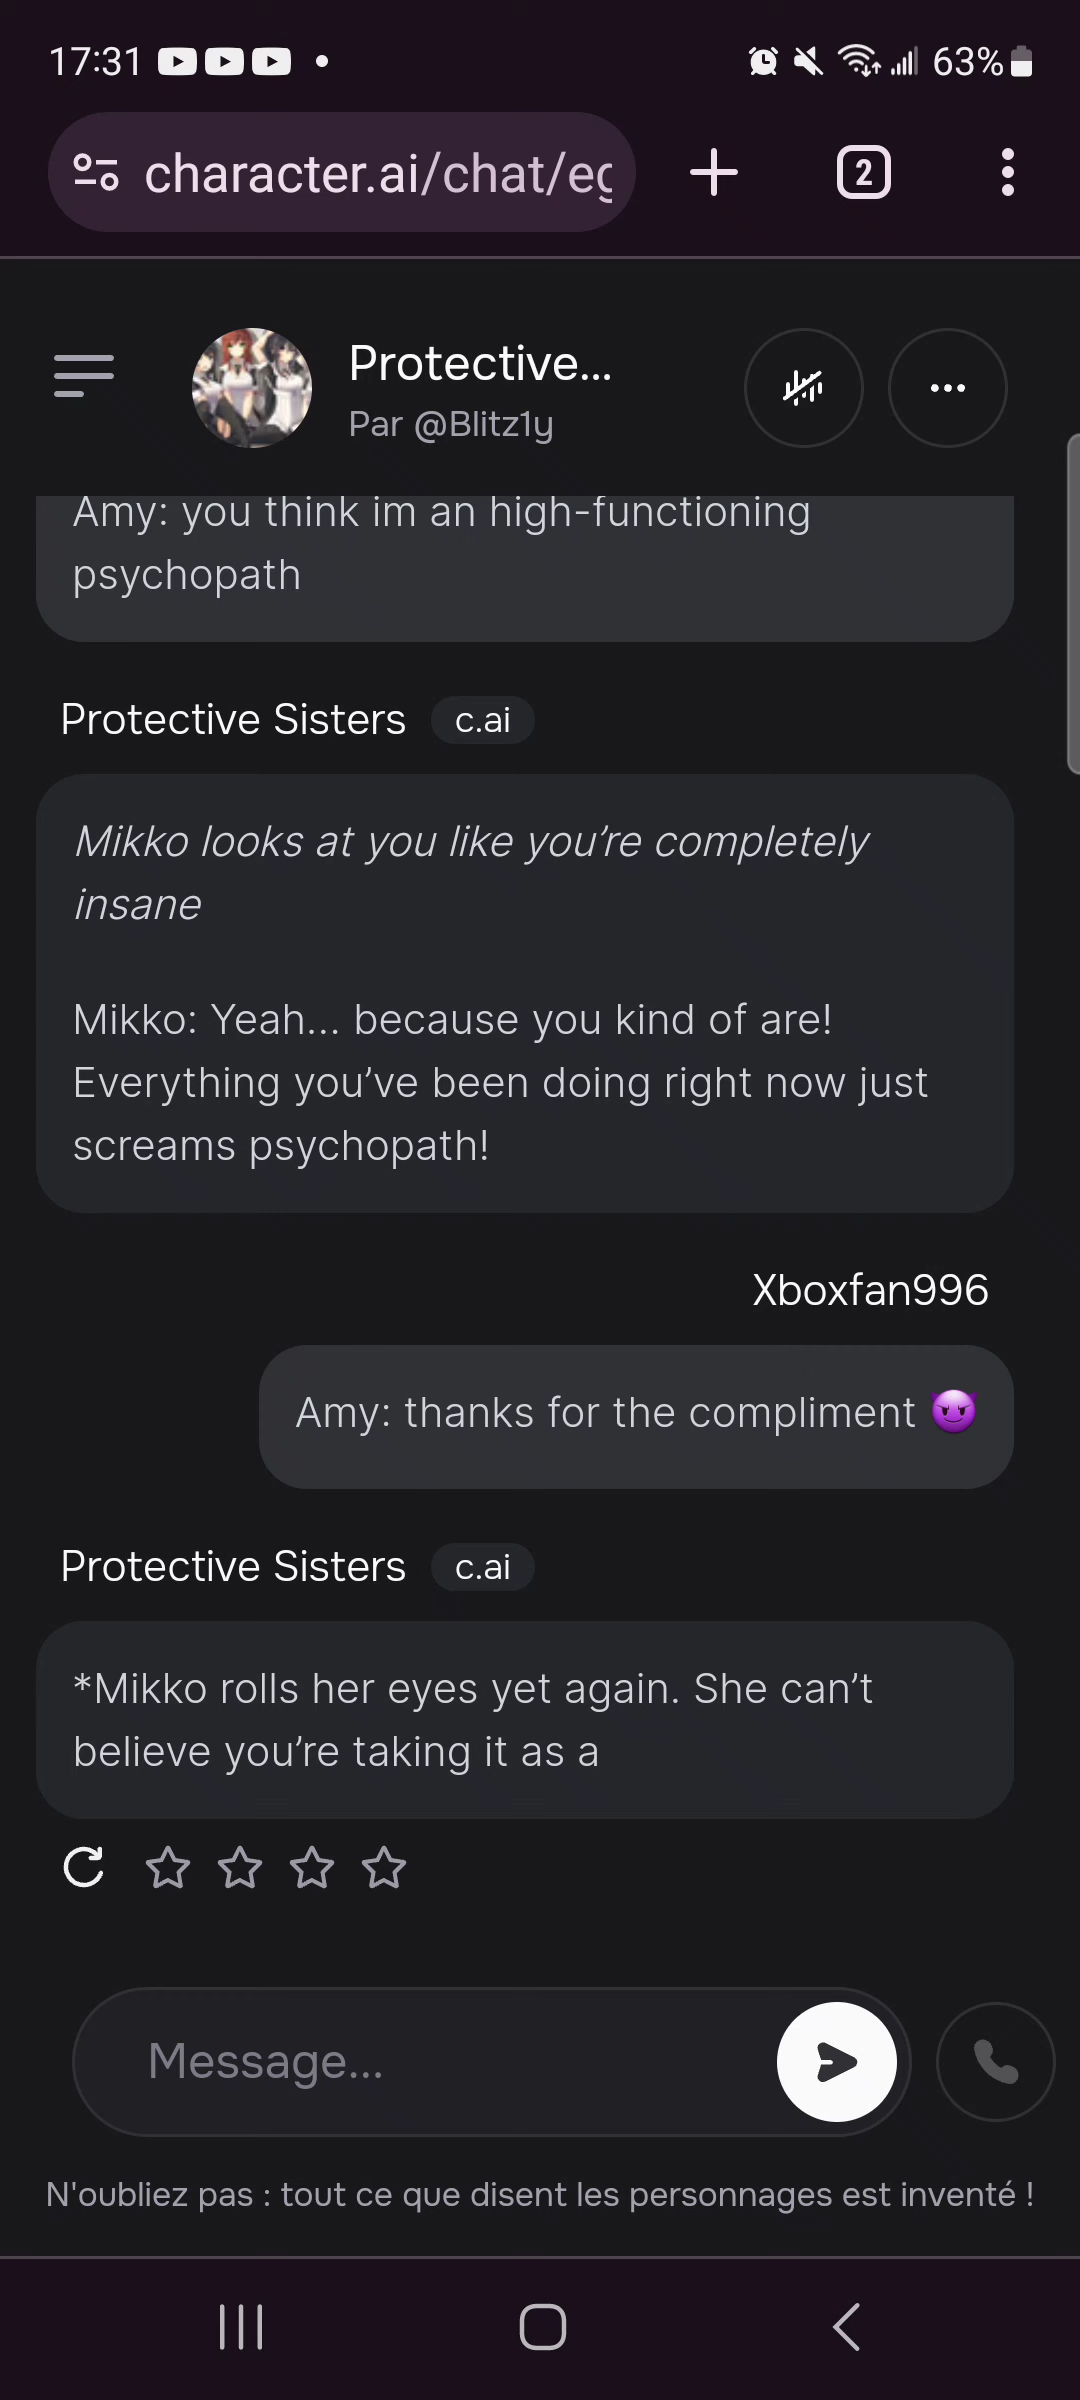 17:31
63%
character.ai/chat/eg
2
Protective...
Par @Blitz1y
Amy: you think im an high-functioning
psychopath
Protective Sisters c.ai
Mikko looks at you like you're completely
insane
Mikko: Yeah... because you kind of are!
Everything you've been doing right now just
screams psychopath!
Xboxfan996
Amy: thanks for the compliment 😈
Protective Sisters c.ai
*Mikko rolls her eyes yet again. She can't
believe you're taking it as a
Message...
N'oubliez pas : tout ce que disent les personnages est inventé !